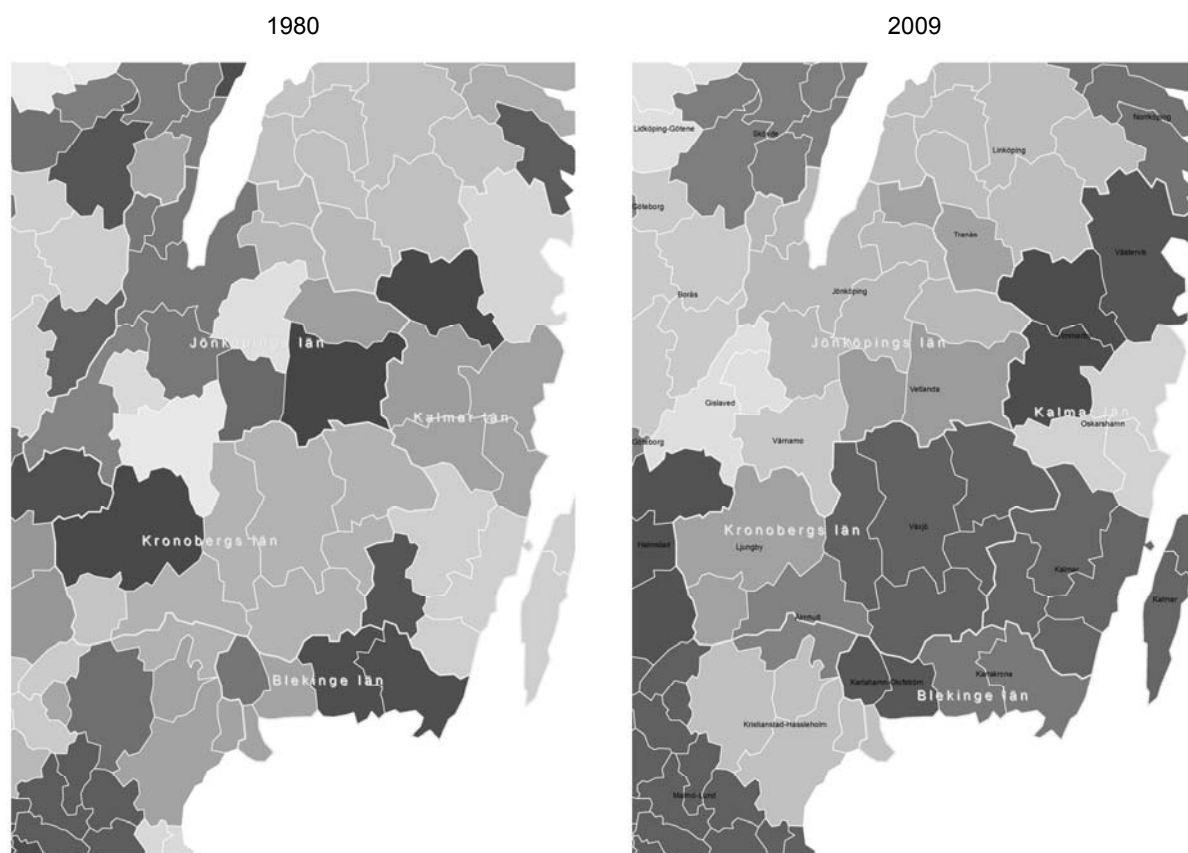 1980
2009
Jönköpings län
Kalmar län
Kronobergs län
Blekinge län
Lidköping-Götene
Skövde
Norrköping
Linköping
Göteborg
Tranås
Västervik
Borås
Jönköping
Jönköpings län
Vetlanda
Gislaved
Kalmar län
Oskarshamn
Göteborg
Värnamo
Kronobergs län
Växjö
Halmstad
Ljungby
Kalmar
Kalmar
Karlskrona
Karlshamn-Olofström
Blekinge län
Kristianstad-Hässleholm
Malmö-Lund